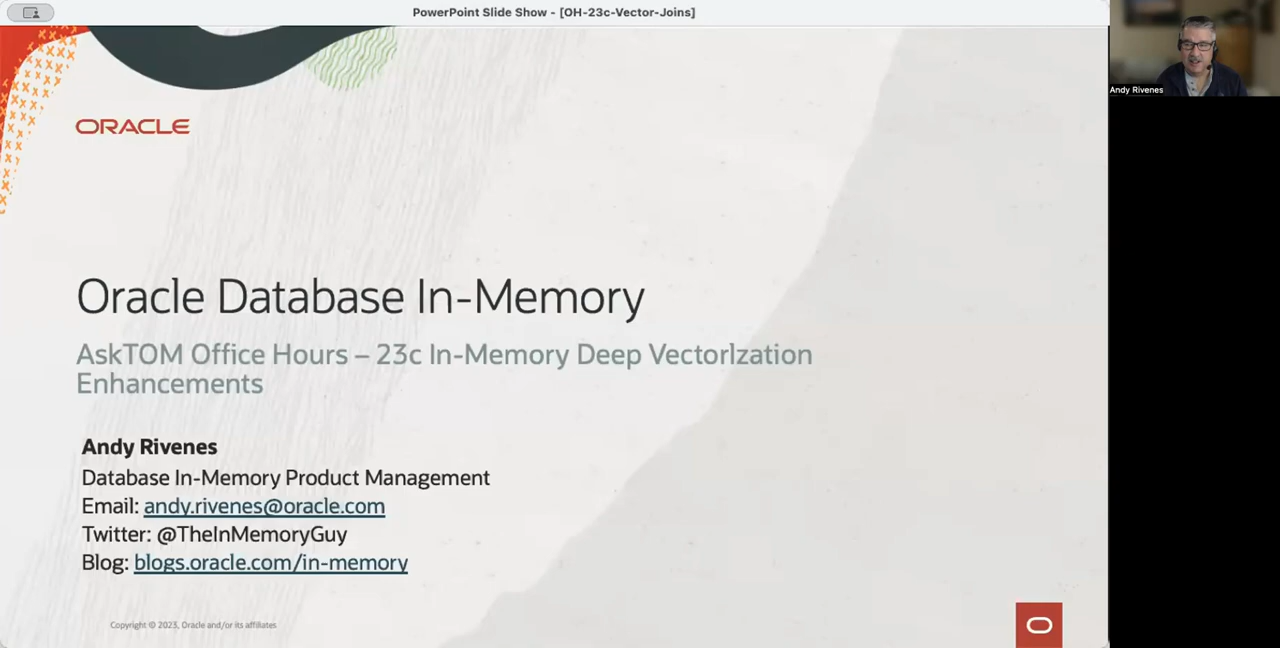 PowerPoint Slide Show - [OH-23c-Vector-Joins]
Andy Rivenes
ORACLE
Oracle Database In-Memory
AskTOM Office Hours – 23c In-Memory Deep VectorIzation
Enhancements
Andy Rivenes
Database In-Memory Product Management
Email: andy.rivenes@oracle.com
Twitter: @TheInMemoryGuy
Blog: blogs.oracle.com/in-memory
Copyright © 2023, Oracle and/or its affiliates